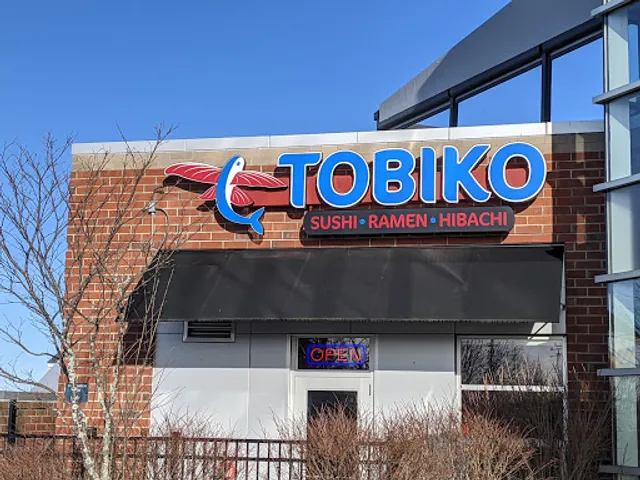 TOBIKO
SUSHI • RAMEN • HIBACHI
OPEN